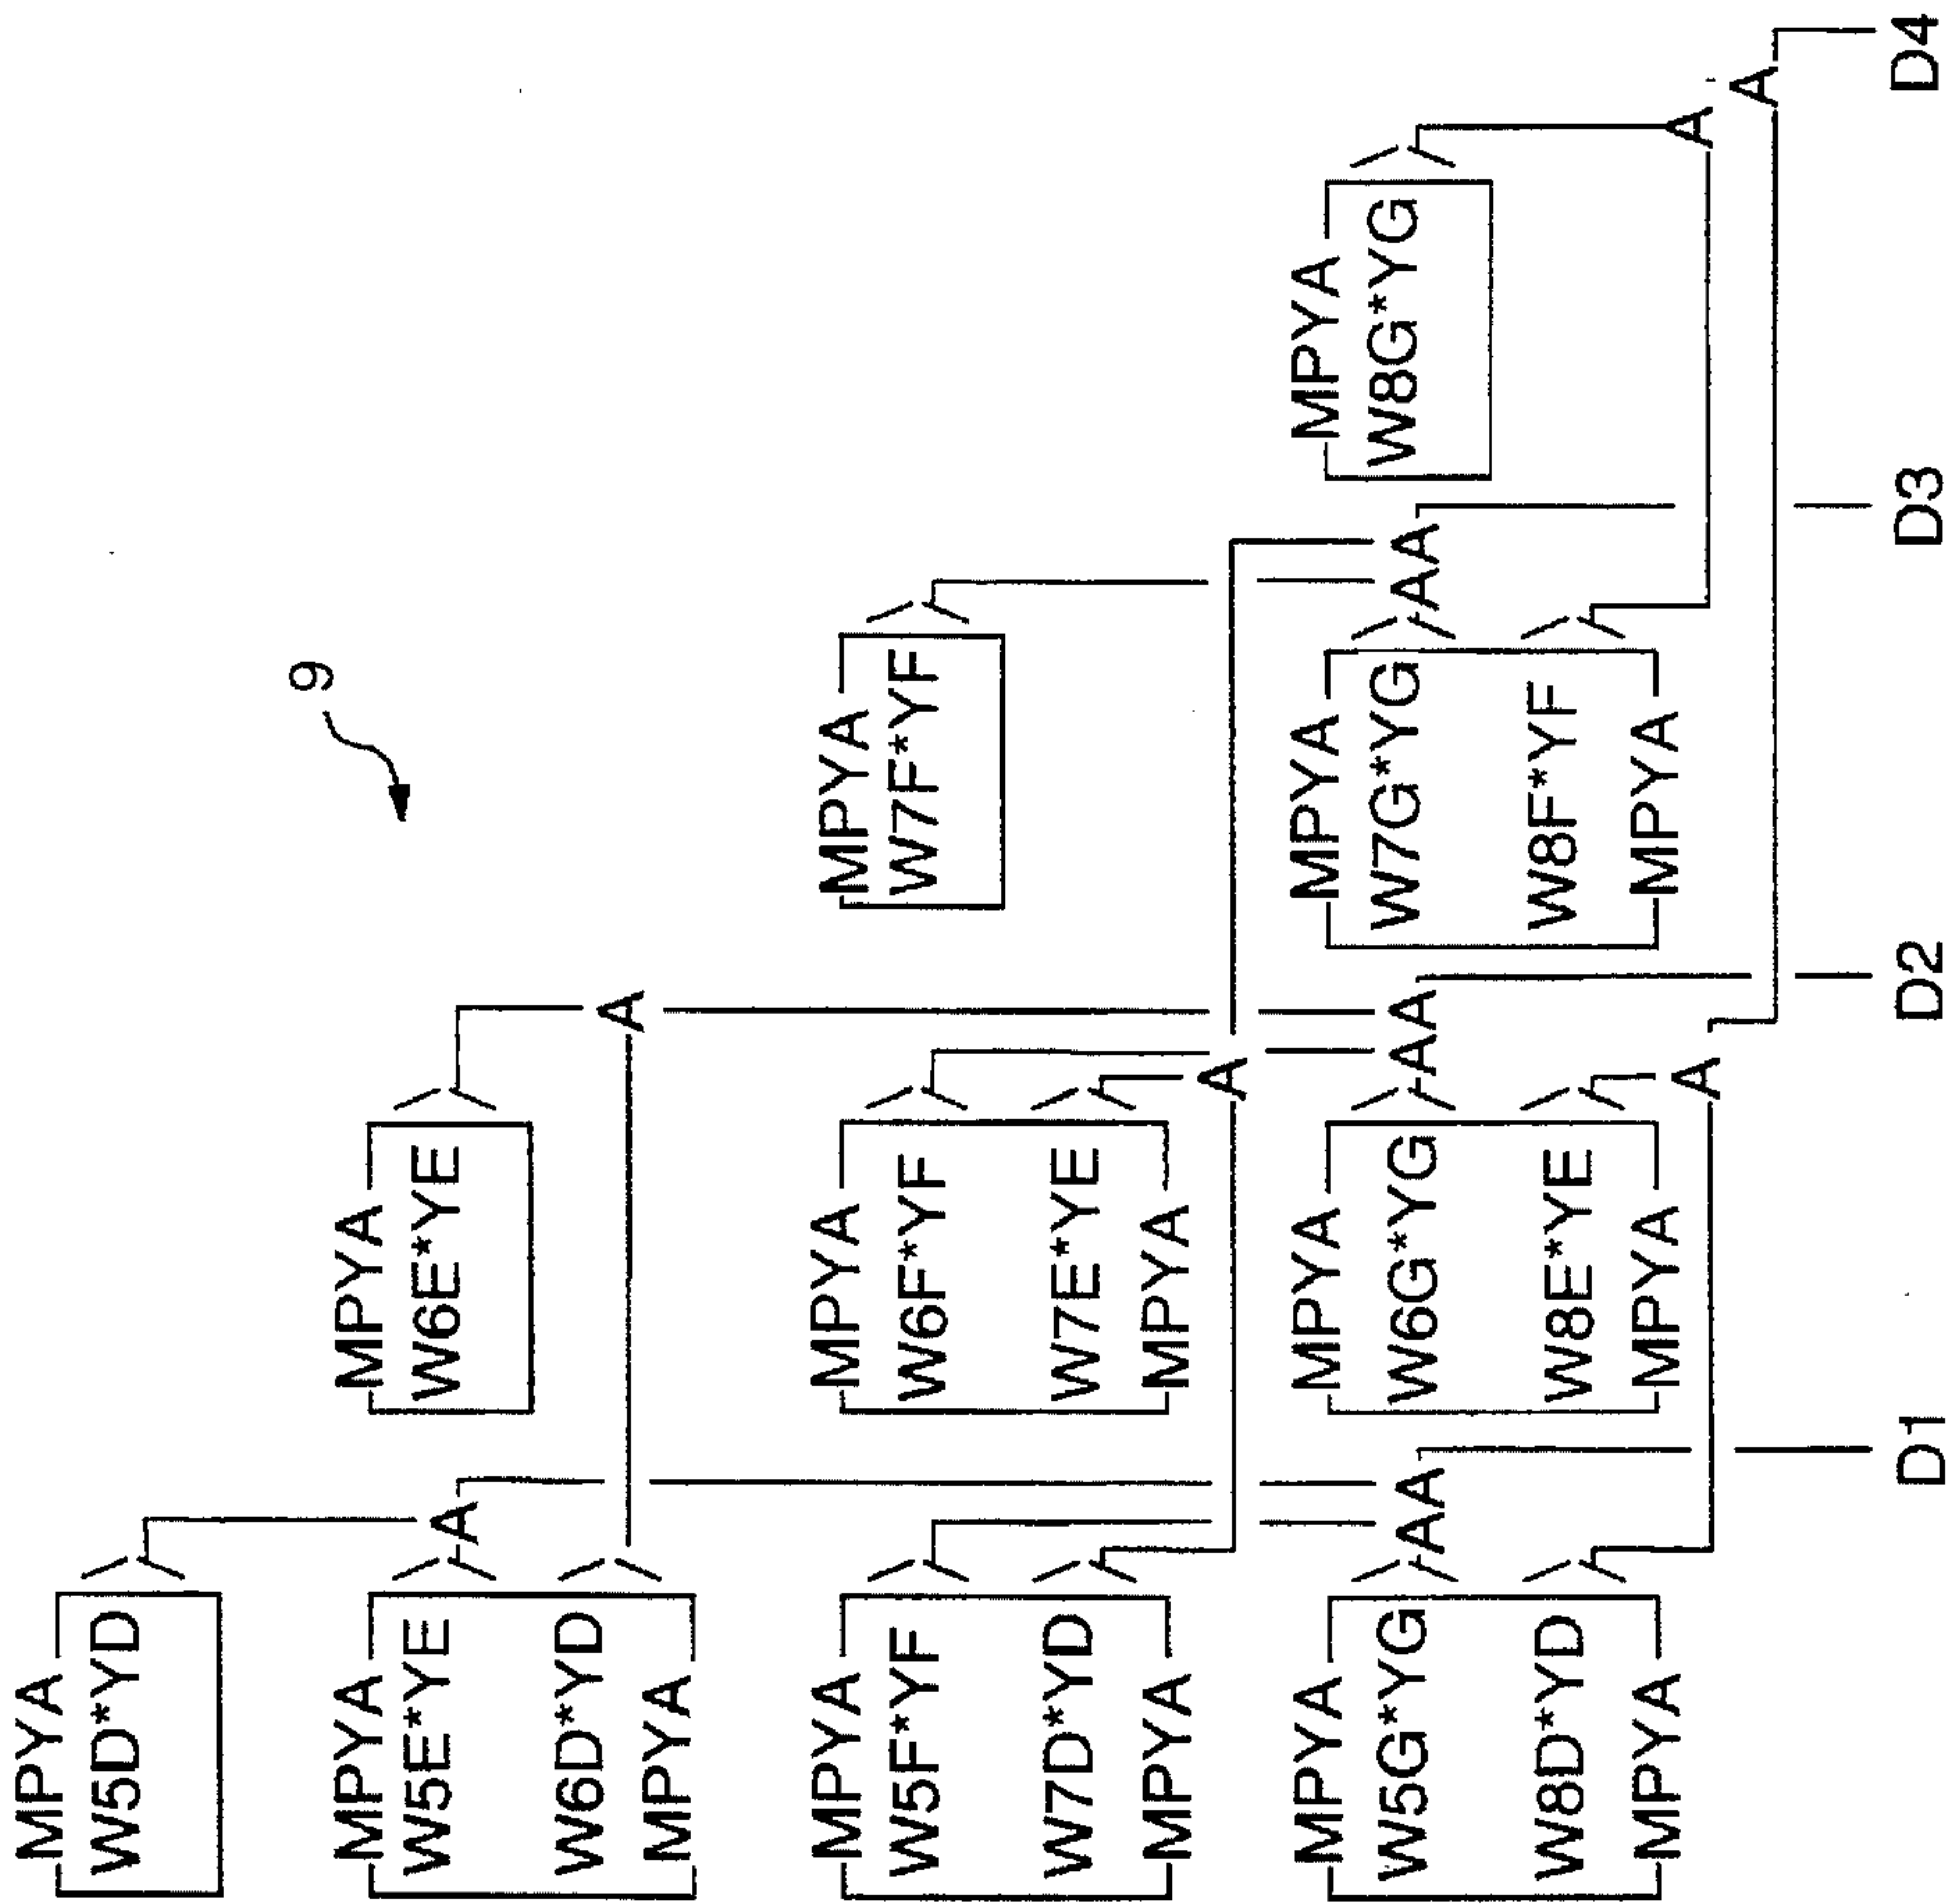 MPYA
W5D*YD
9
MPYA MPYA
W5E*YE A W6E*YE
W6D*YD
A
MPYA
MPYA MPYA MPYA
W5F*YF W6F*YF W7F*YF
W7D*YD W7E*YE
MPYA MPYA
A
MPYA MPYA MPYA MPYA
W5G*YG AA W6G*YG AA W7G*YG AA W8G*YG
W8D*YD W8E*YE W8F*YF
MPYA MPYA MPYA
A A
A
D1 D2 D3 D4